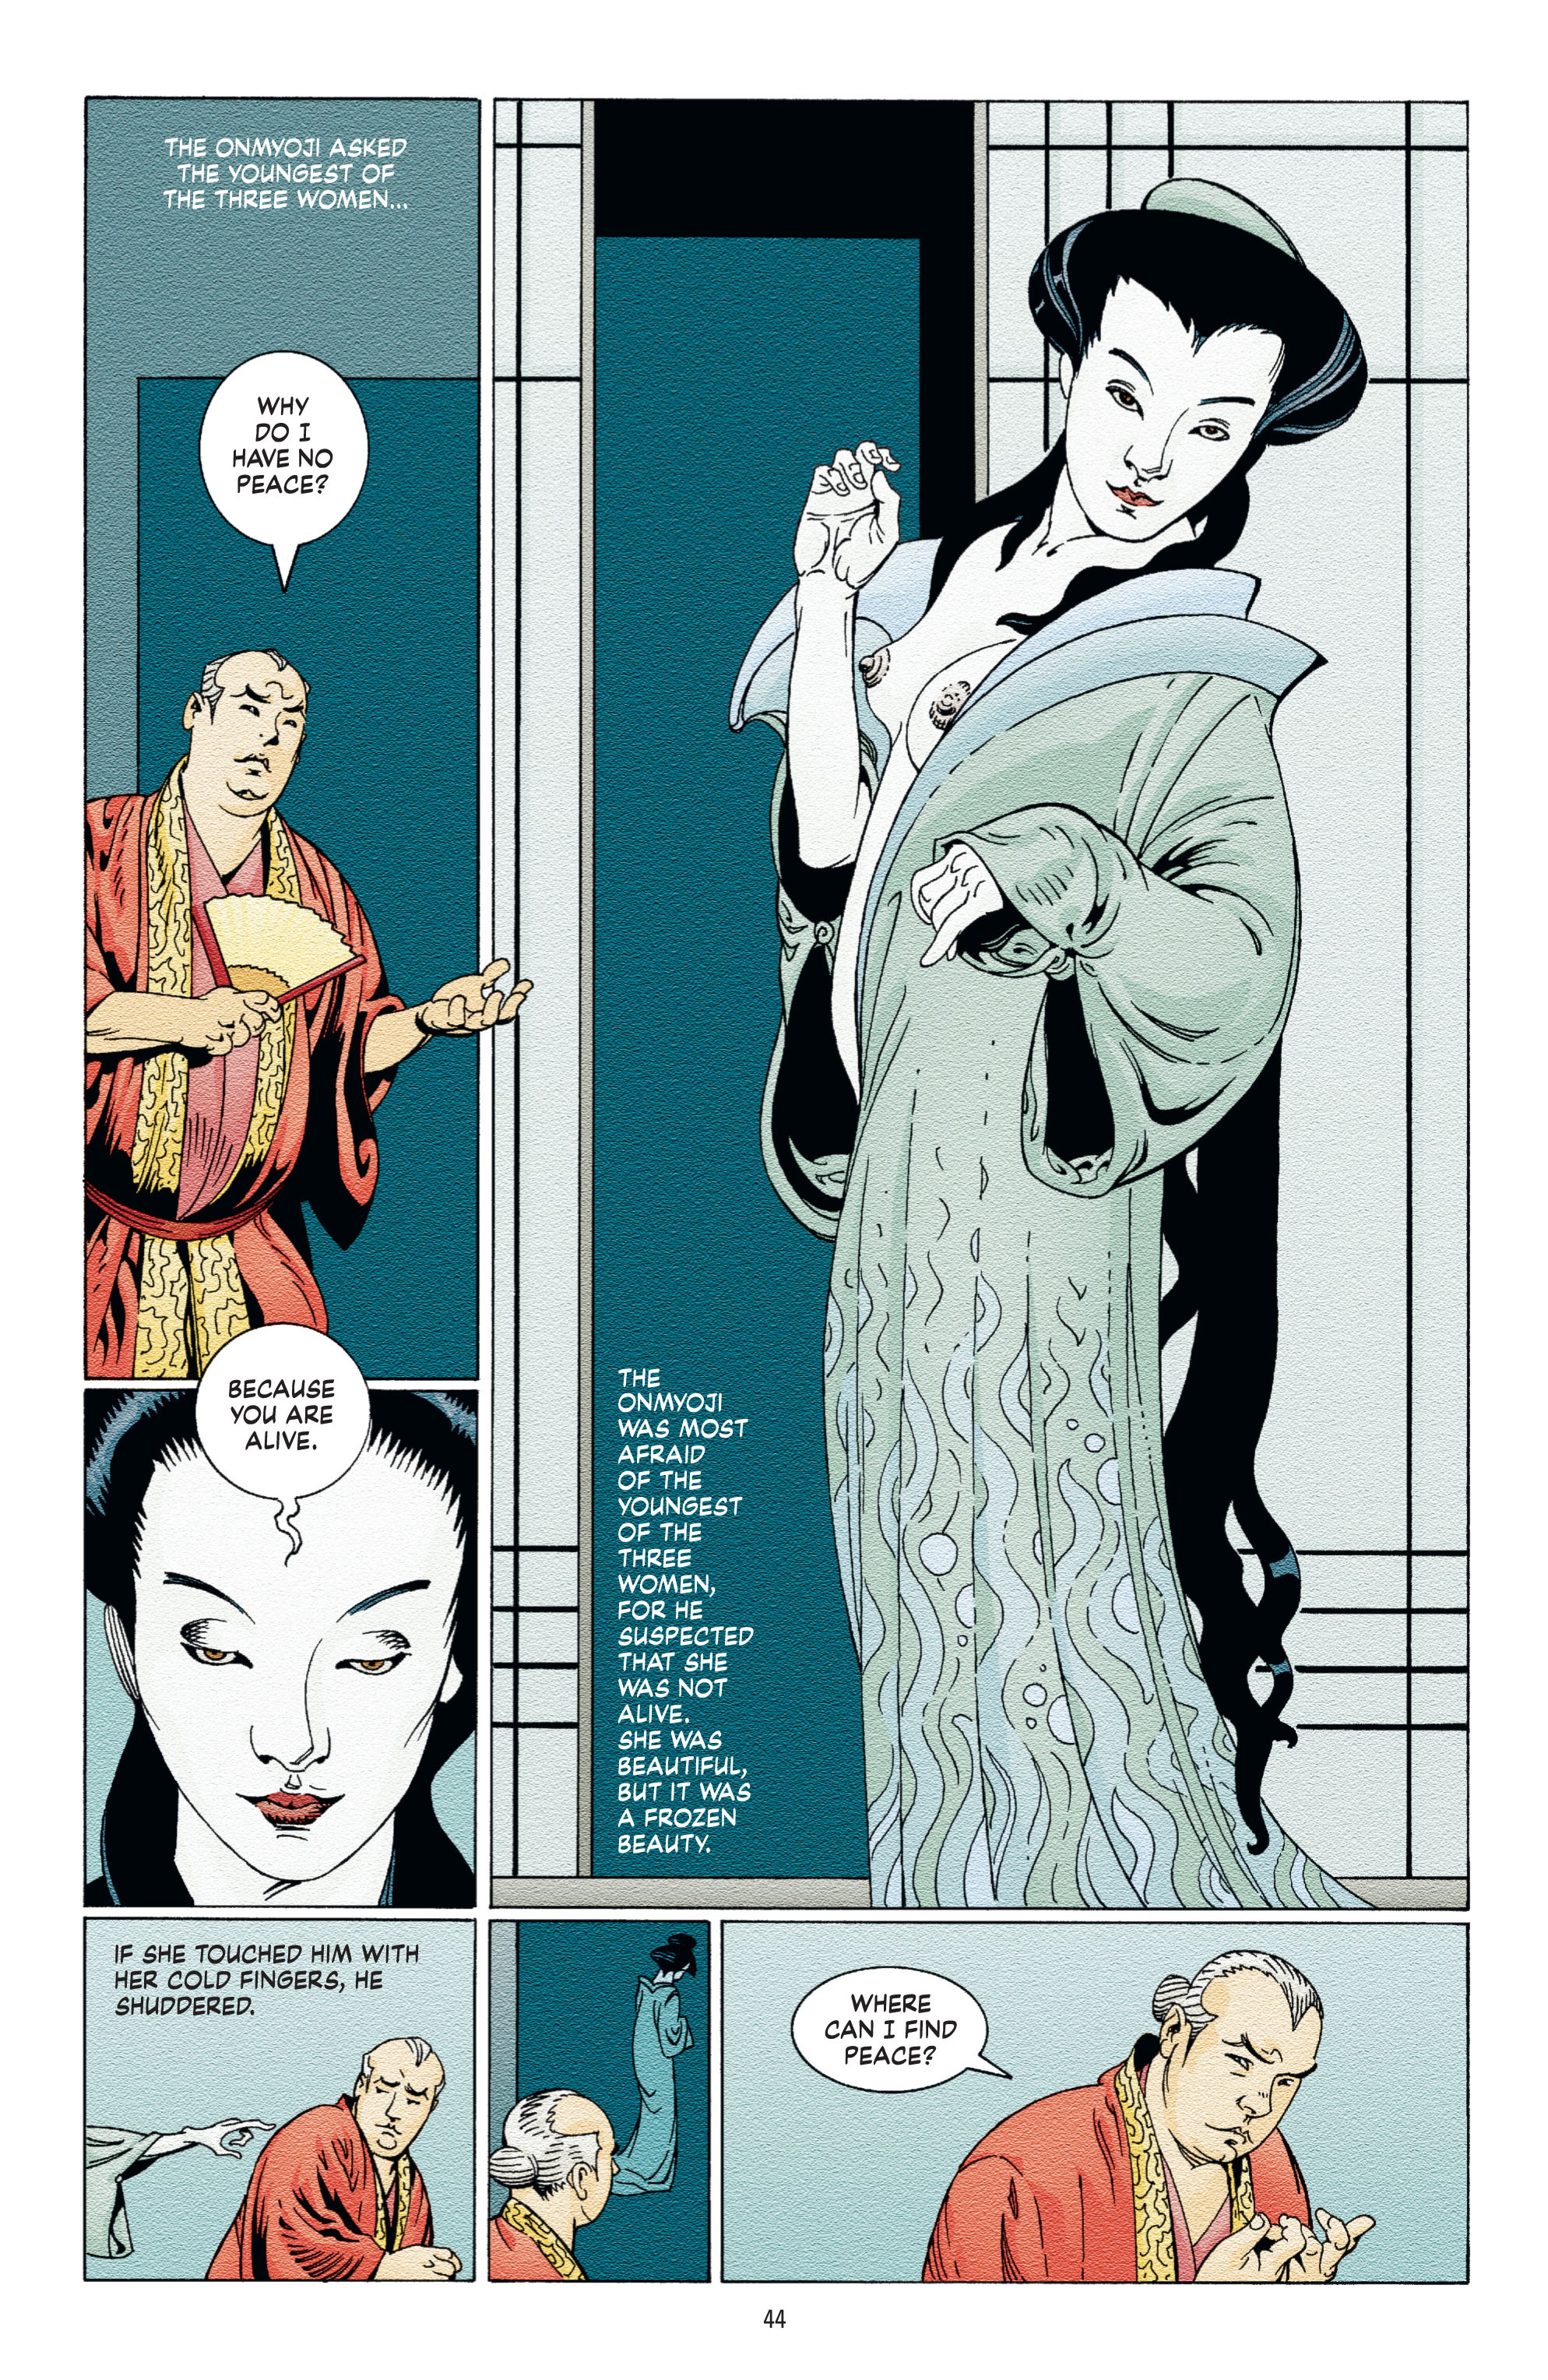 THE ONMYOJI ASKED
THE YOUNGEST OF
THE THREE WOMEN...
WHY
DO I
HAVE NO
PEACE?
BECAUSE
YOU ARE
ALIVE.
THE
ONMYOJI
WAS MOST
AFRAID
OF THE
YOUNGEST
OF THE
THREE
WOMEN,
FOR HE
SUSPECTED
THAT SHE
WAS NOT
ALIVE.
SHE WAS
BEAUTIFUL,
BUT IT WAS
A FROZEN
BEAUTY.
IF SHE TOUCHED HIM WITH
HER COLD FINGERS, HE
SHUDDERED.
WHERE
CAN I FIND
PEACE?
44